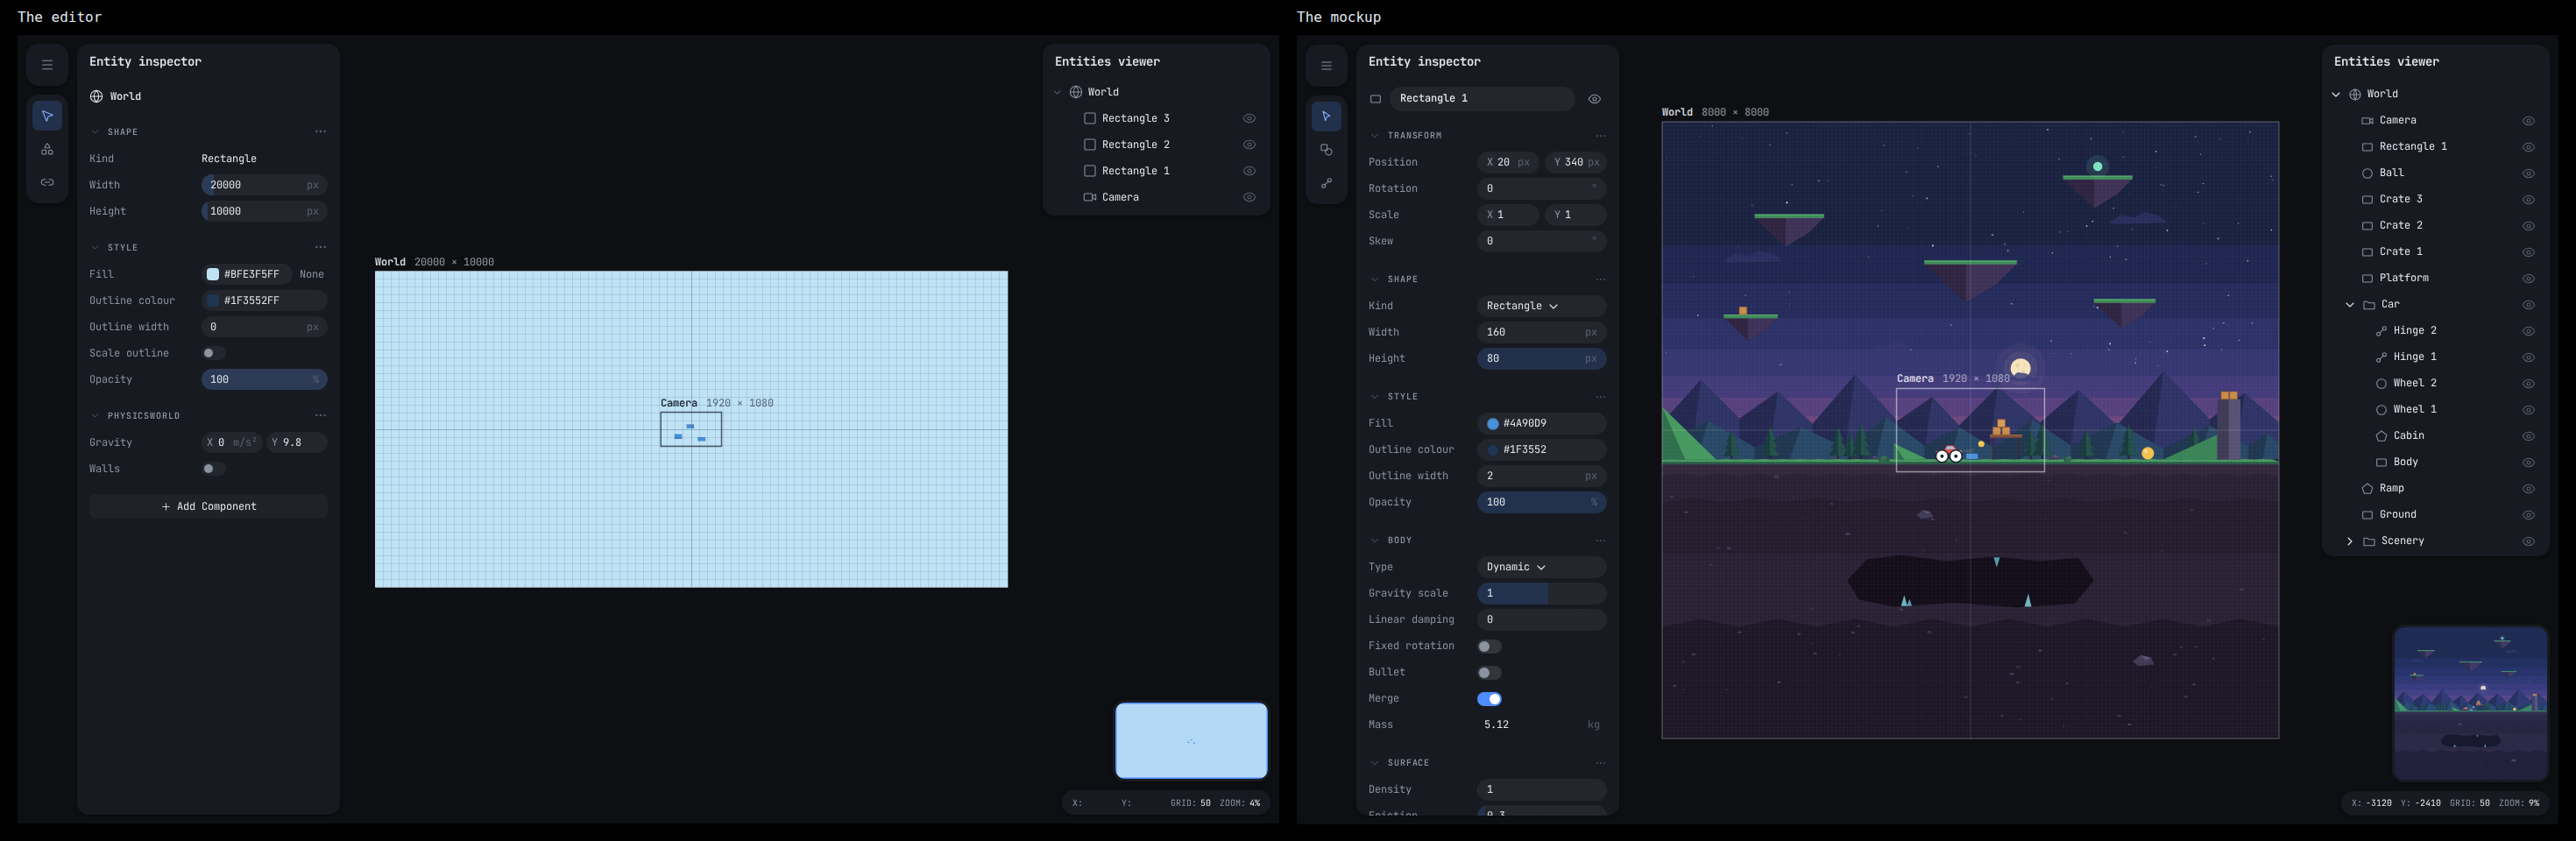 The editor
Entity inspector
World
SHAPE
Kind Rectangle
Width 20000 px
Height 10000 px
STYLE
Fill #BFE3F5FF None
Outline colour #1F3552FF
Outline width 0 px
Scale outline
Opacity 100 %
PHYSICSWORLD
Gravity X 0 m/s² Y 9.8
Walls
+ Add Component
World 20000 × 10000
Camera 1920 × 1080
Entities viewer
World
Rectangle 3
Rectangle 2
Rectangle 1
Camera
X: Y: GRID: 50 ZOOM: 4%
The mockup
Entity inspector
Rectangle 1
TRANSFORM
Position X 20 px Y 340 px
Rotation 0 °
Scale X 1 Y 1
Skew 0 °
SHAPE
Kind Rectangle
Width 160 px
Height 80 px
STYLE
Fill #4A90D9
Outline colour #1F3552
Outline width 2 px
Opacity 100 %
BODY
Type Dynamic
Gravity scale 1
Linear damping 0
Fixed rotation
Bullet
Merge
Mass 5.12 kg
SURFACE
Density 1
Friction 0.3
World 8000 × 8000
Camera 1920 × 1080
Entities viewer
World
Camera
Rectangle 1
Ball
Crate 3
Crate 2
Crate 1
Platform
Car
Hinge 2
Hinge 1
Wheel 2
Wheel 1
Cabin
Body
Ramp
Ground
Scenery
X: -3120 Y: -2410 GRID: 50 ZOOM: 9%